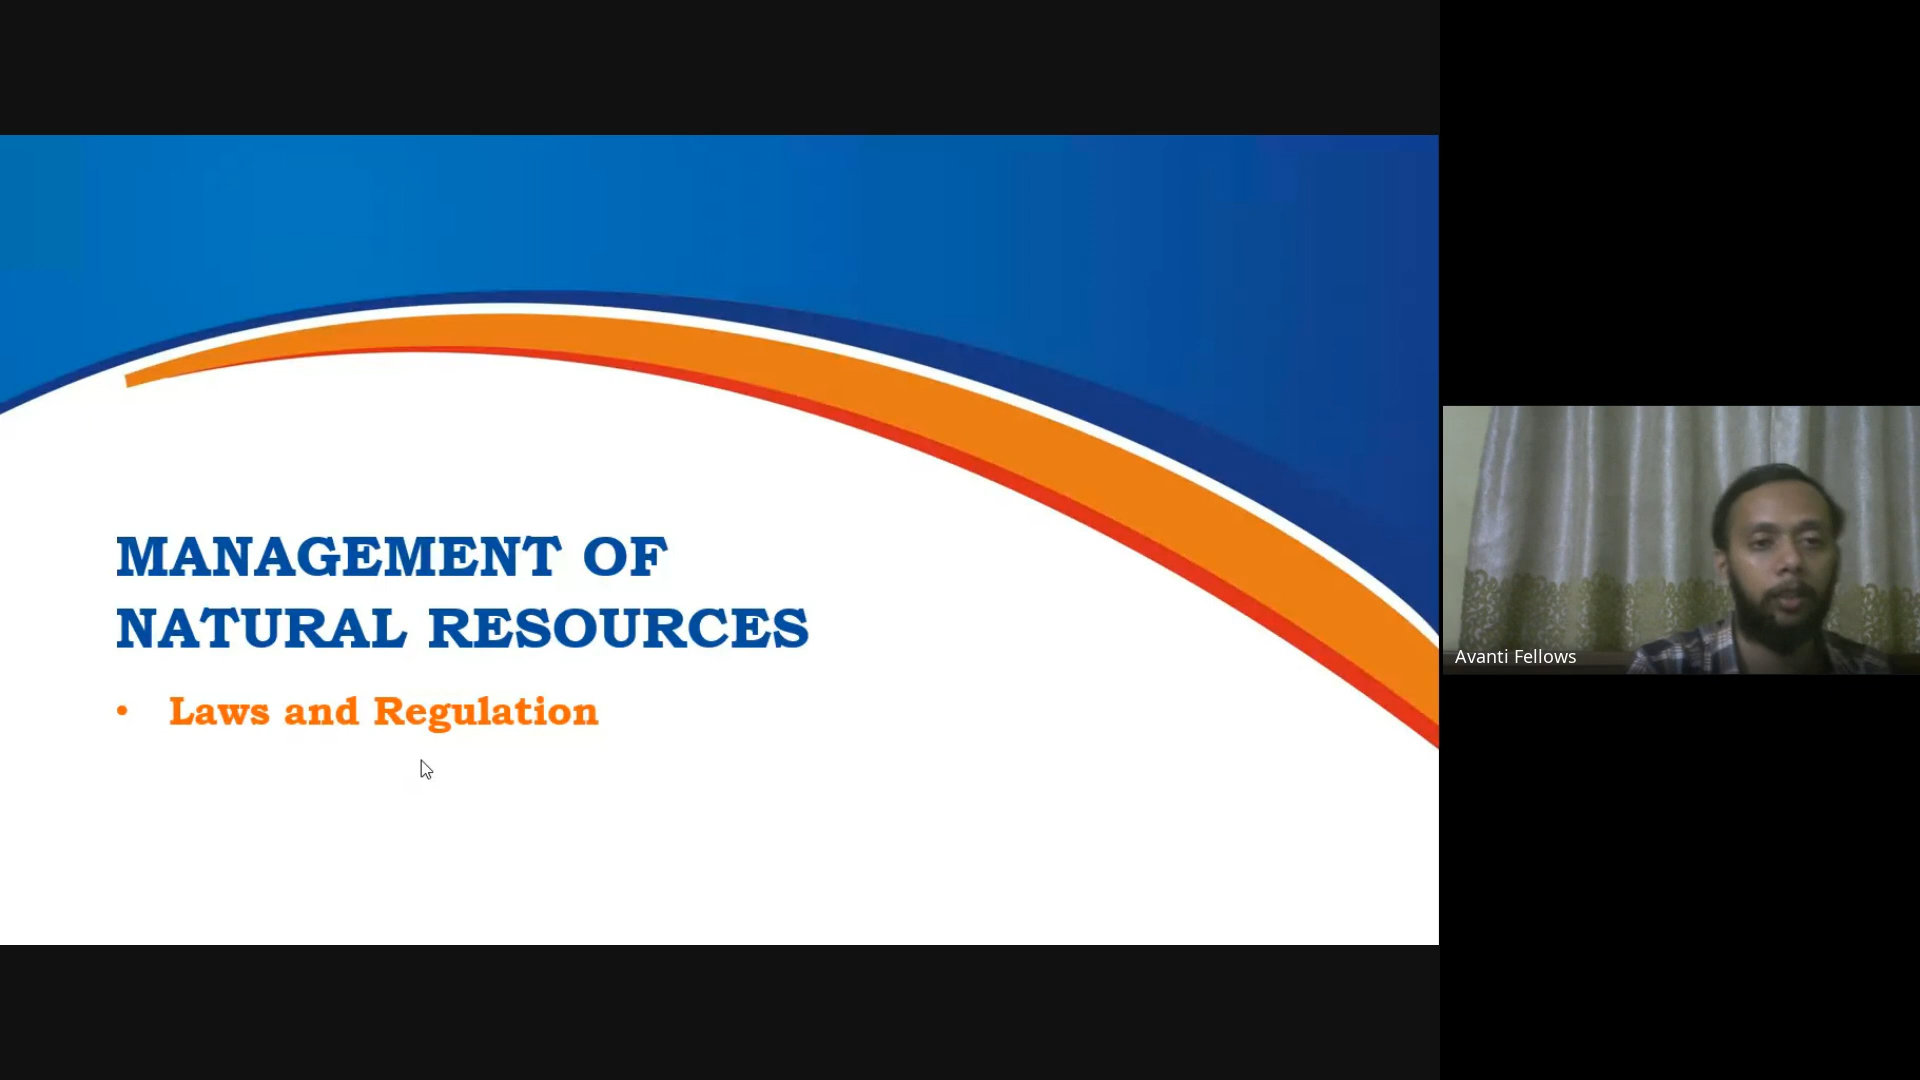 MANAGEMENT OF
NATURAL RESOURCES
• Laws and Regulation
Avanti Fellows